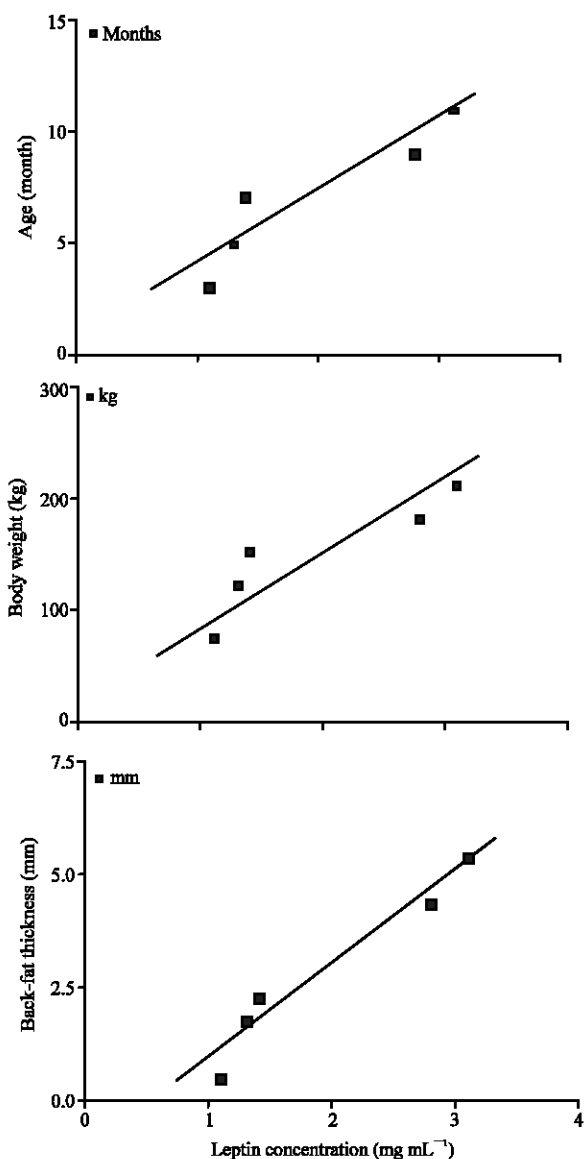 15
Months
10
5
0
Age (month)
300
kg
200
100
0
Body weight (kg)
7.5
mm
5.0
2.5
0.0
Back-fat thickness (mm)
0 1 2 3 4
Leptin concentration (mg mL⁻¹)